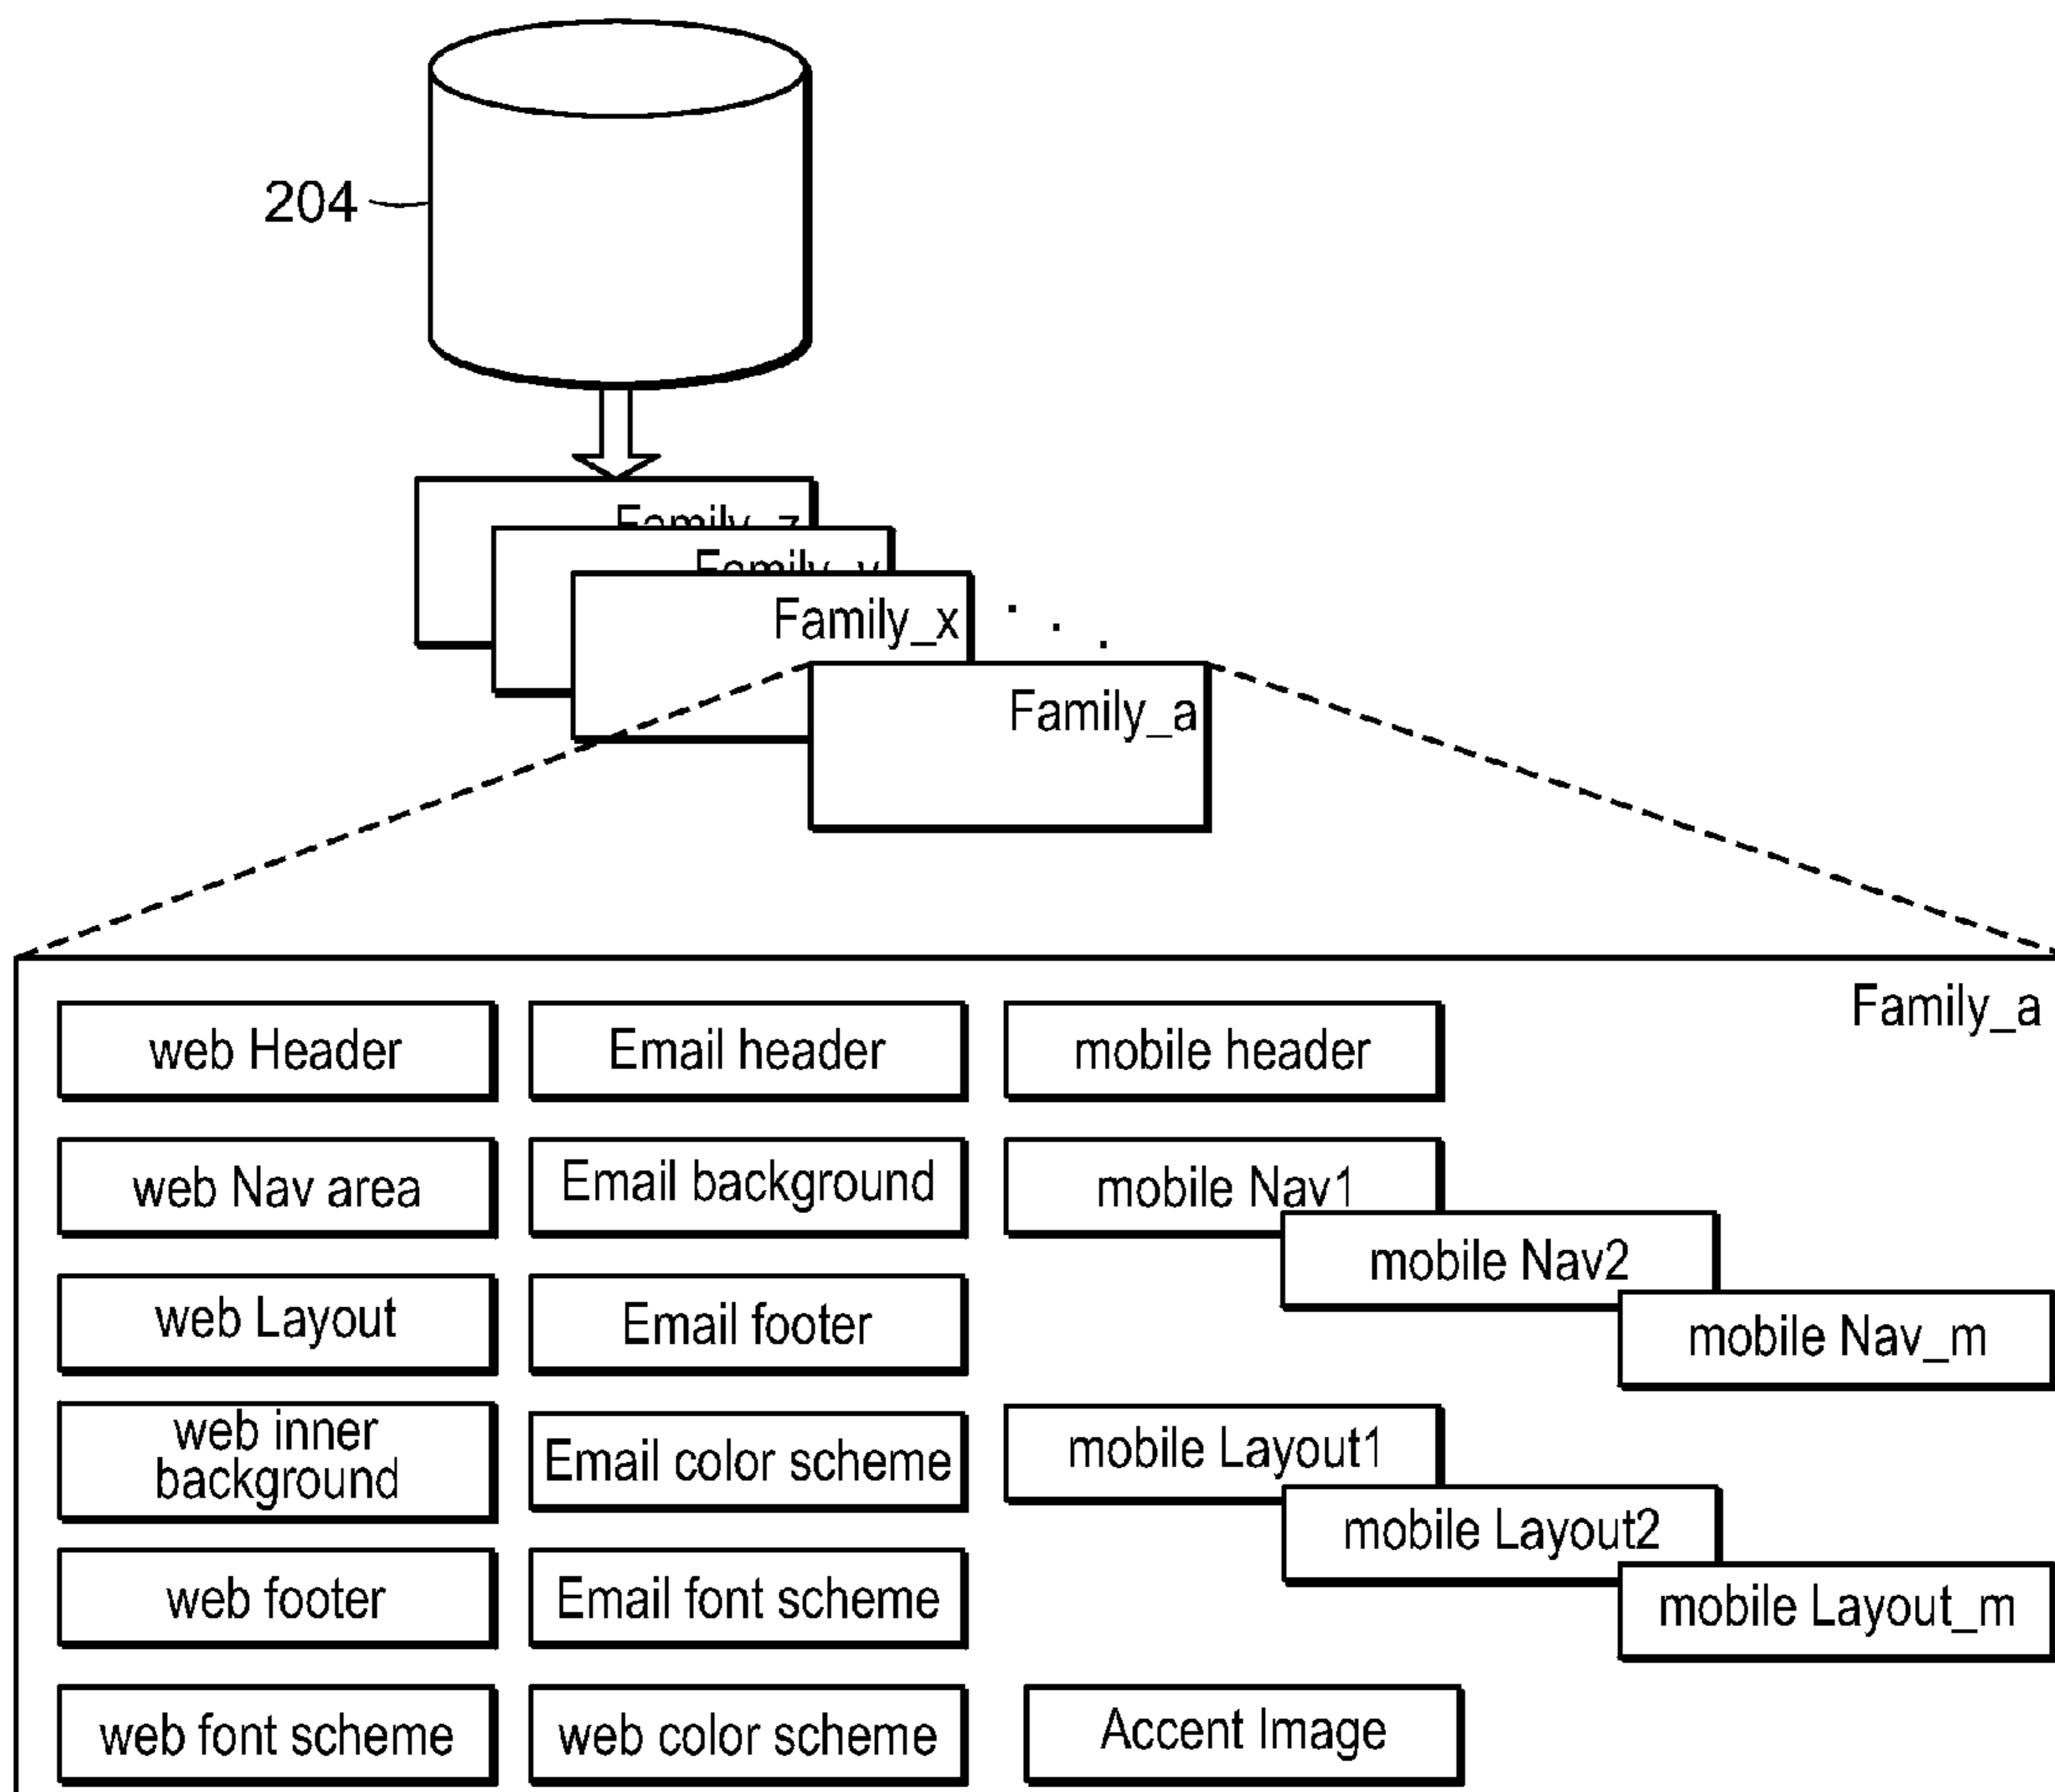 204
Family_z
Family_y
Family_x
Family_a
Family_a
web Header
Email header
mobile header
web Nav area
Email background
mobile Nav1
mobile Nav2
mobile Nav_m
web Layout
Email footer
web inner
background
Email color scheme
mobile Layout1
mobile Layout2
mobile Layout_m
web footer
Email font scheme
web font scheme
web color scheme
Accent Image